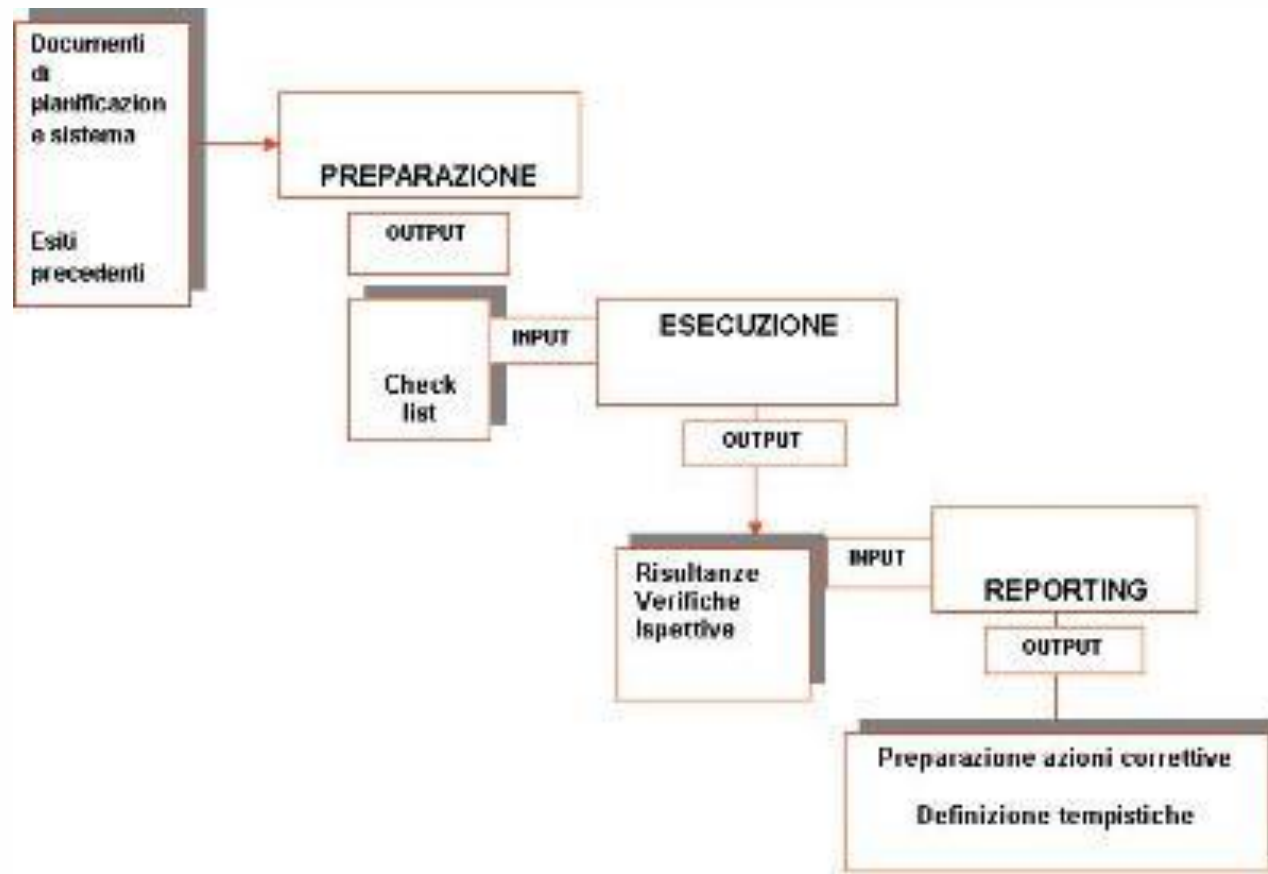 Documenti
di
pianificazion
e sistema
Esiti
precedenti
PREPARAZIONE
OUTPUT
Check
list
INPUT
ESECUZIONE
OUTPUT
Risultanze
Verifiche
Ispettive
INPUT
REPORTING
OUTPUT
Preparazione azioni correttive
Definizione tempistiche